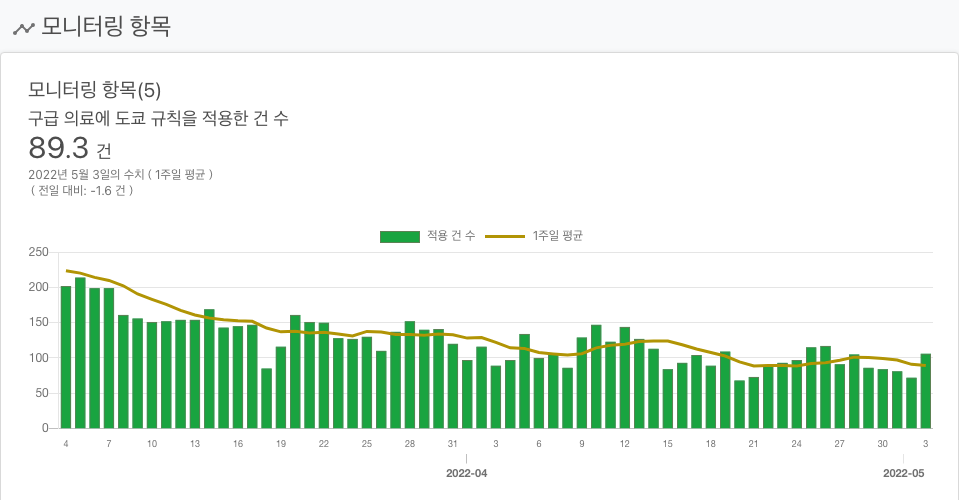 모니터링 항목
모니터링 항목(5)
구급 의료에 도쿄 규칙을 적용한 건 수
89.3 건
2022년 5월 3일의 수치 ( 1주일 평균 )
( 전일 대비: -1.6 건 )
적용 건 수 1주일 평균
250
200
150
100
50
0
4 7 10 13 16 19 22 25 28 31 3 6 9 12 15 18 21 24 27 30 3
2022-04 2022-05